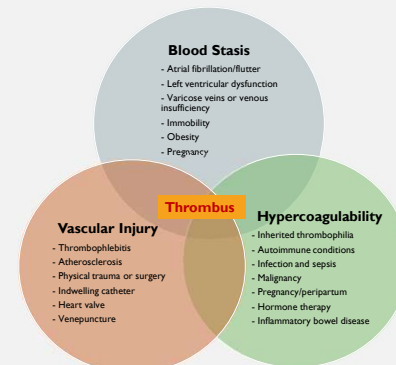 Blood Stasis
- Atrial fibrillation/flutter
- Left ventricular dysfunction
- Varicose veins or venous
insufficiency
- Immobility
- Obesity
- Pregnancy
Thrombus
Vascular Injury
- Thrombophlebitis
- Atherosclerosis
- Physical trauma or surgery
- Indwelling catheter
- Heart valve
- Venepuncture
Hypercoagulability
- Inherited thrombophilia
- Autoimmune conditions
- Infection and sepsis
- Malignancy
- Pregnancy/peripartum
- Hormone therapy
- Inflammatory bowel disease